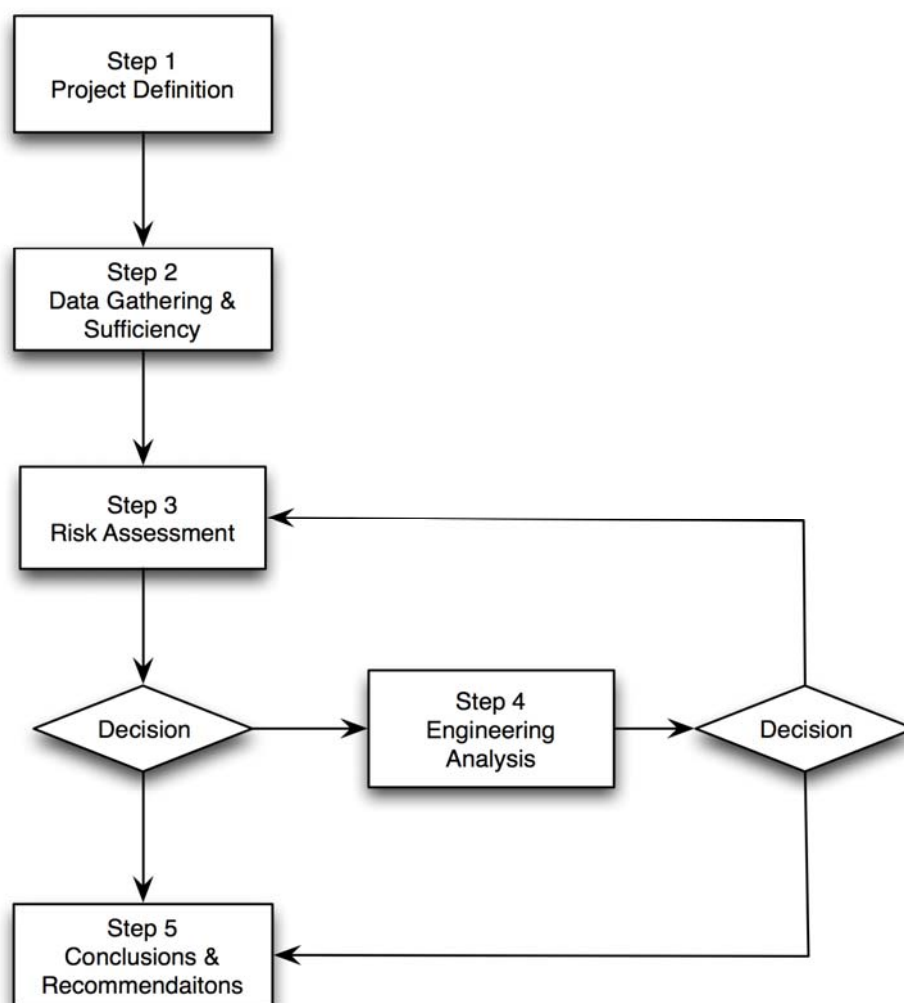 Step 1
Project Definition
Step 2
Data Gathering &
Sufficiency
Step 3
Risk Assessment
Decision
Step 4
Engineering
Analysis
Decision
Step 5
Conclusions &
Recommendaitons